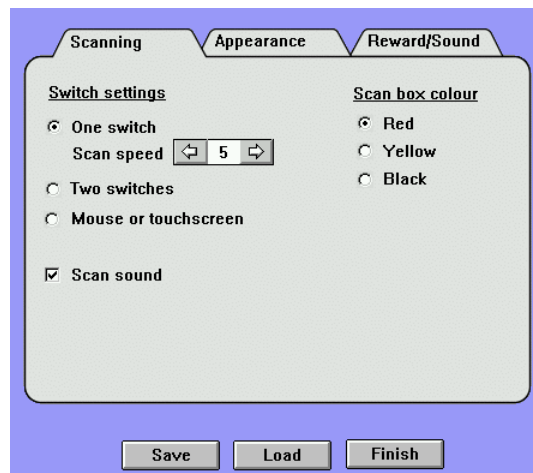 Scanning Appearance Reward/Sound
Switch settings
One switch
Scan speed 5
Two switches
Mouse or touchscreen
Scan sound
Scan box colour
Red
Yellow
Black
Save Load Finish